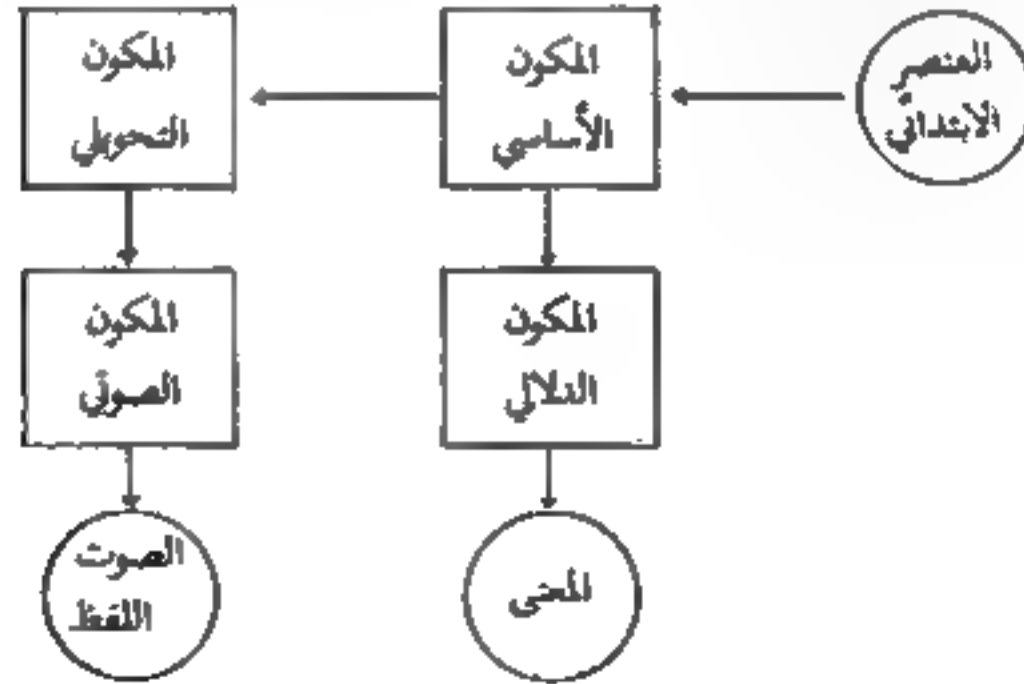 العنصر
الابتدائي
المكون
الأساسي
المكون
التحويلي
المكون
الدلالي
المكون
الصوتي
المعنى
الصوت
اللفظ